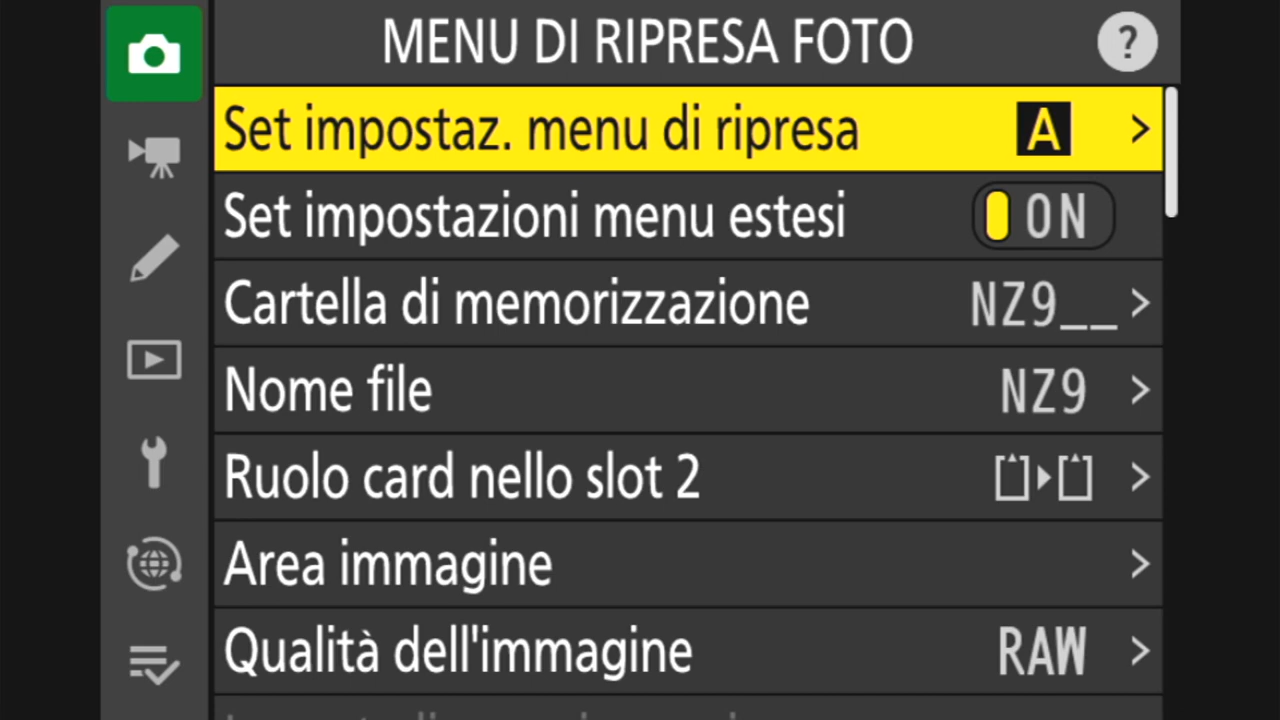 MENU DI RIPRESA FOTO ?
Set impostaz. menu di ripresa A >
Set impostazioni menu estesi ON
Cartella di memorizzazione NZ9__ >
Nome file NZ9 >
Ruolo card nello slot 2 >
Area immagine >
Qualità dell'immagine RAW >